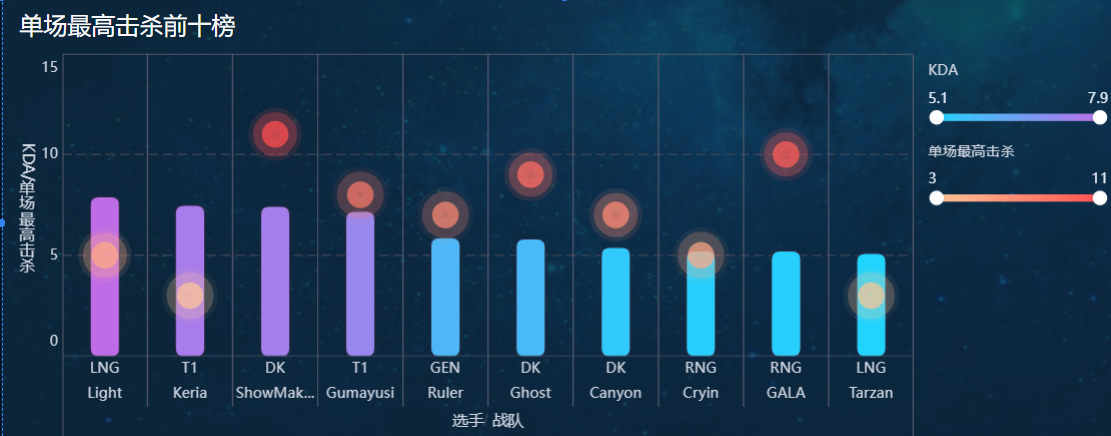 单场最高击杀前十榜
KDA
5.1 7.9
单场最高击杀
3 11
KDA/单场最高击杀
15
10
5
0
LNG T1 DK T1 GEN DK DK RNG RNG LNG
Light Keria ShowMak... Gumayusi Ruler Ghost Canyon Cryin GALA Tarzan
选手/ 战队